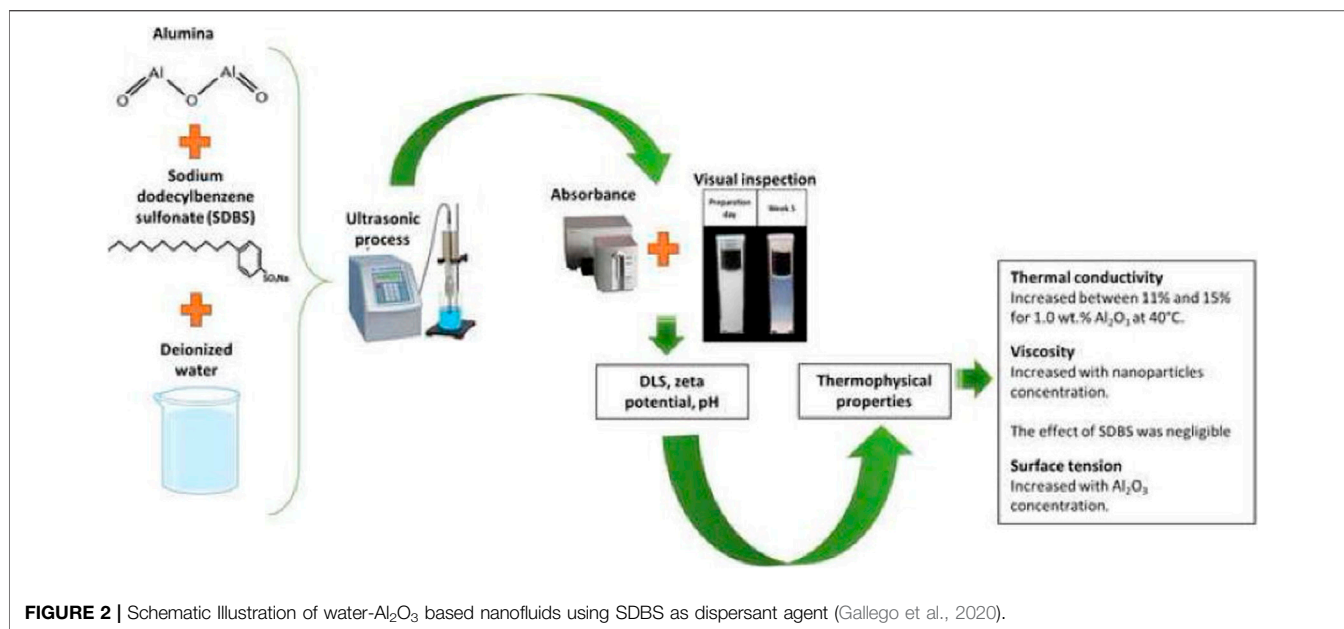 Alumina
Al
Al
O
O
O
Sodium
dodecylbenzene
sulfonate (SDBS)
SO₃Na
Deionized
water
Ultrasonic
process
Absorbance
Visual inspection
Preparation
day
Week 5
DLS, zeta
potential, pH
Thermophysical
properties
Thermal conductivity
Increased between 11% and 15%
for 1.0 wt.% Al₂O₃ at 40°C.
Viscosity
Increased with nanoparticles
concentration.
The effect of SDBS was negligible
Surface tension
Increased with Al₂O₃
concentration.
FIGURE 2 | Schematic Illustration of water-Al₂O₃ based nanofluids using SDBS as dispersant agent (Gallego et al., 2020).